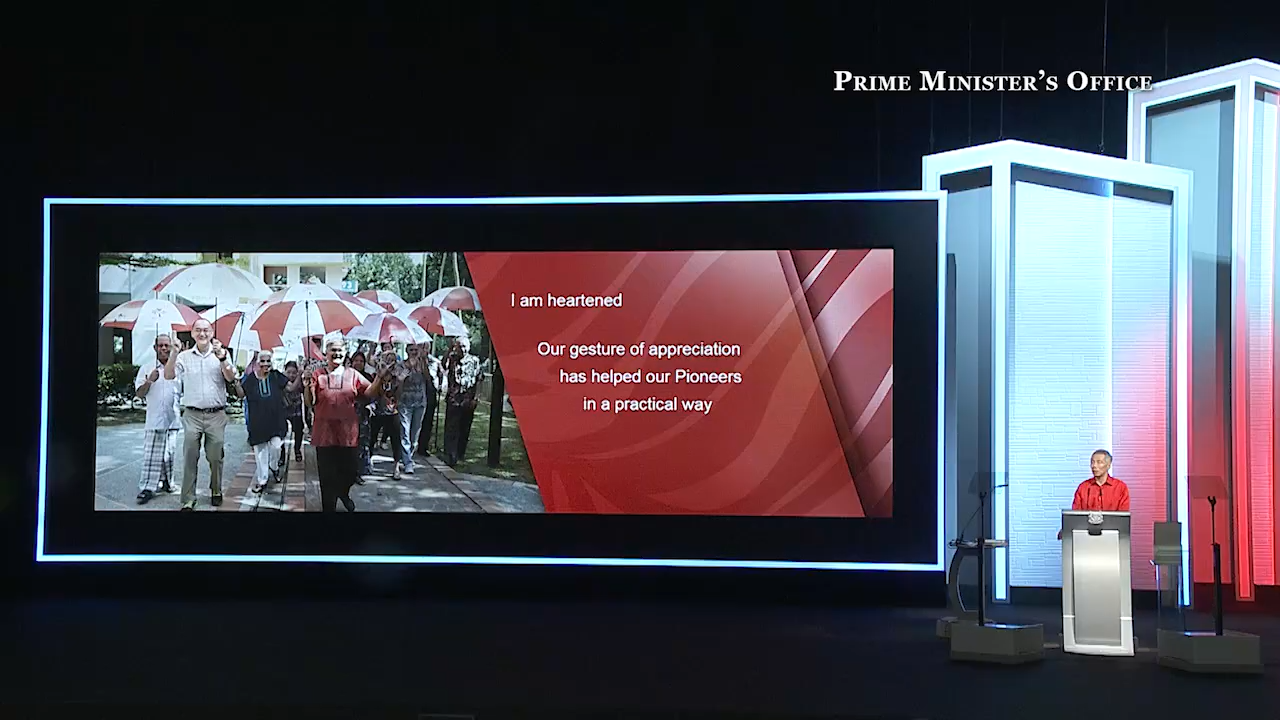 PRIME MINISTER'S OFFICE
I am heartened
Our gesture of appreciation
has helped our Pioneers
in a practical way